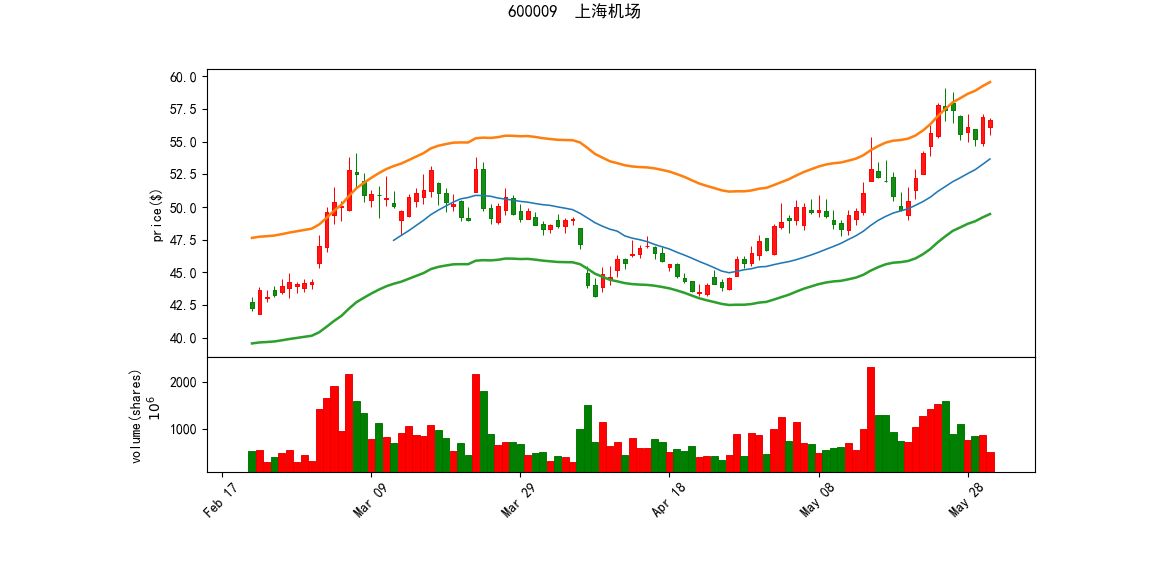 600009  上海机场
price($)
60.0
57.5
55.0
52.5
50.0
47.5
45.0
42.5
40.0
volume(shares)
10^6
2000
1000
Feb 17
Mar 09
Mar 29
Apr 18
May 08
May 28